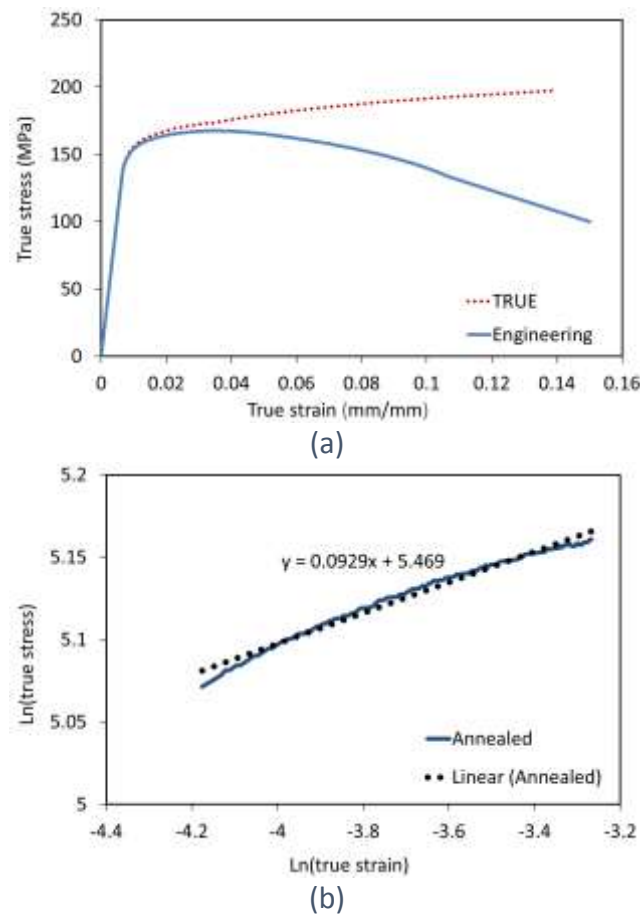 250
200
150
100
50
0
True stress (MPa)
TRUE
Engineering
0 0.02 0.04 0.06 0.08 0.1 0.12 0.14 0.16
True strain (mm/mm)
(a)
5.2
5.15
5.1
5.05
5
Ln(true stress)
y = 0.0929x + 5.469
Annealed
Linear (Annealed)
-4.4 -4.2 -4 -3.8 -3.6 -3.4 -3.2
Ln(true strain)
(b)